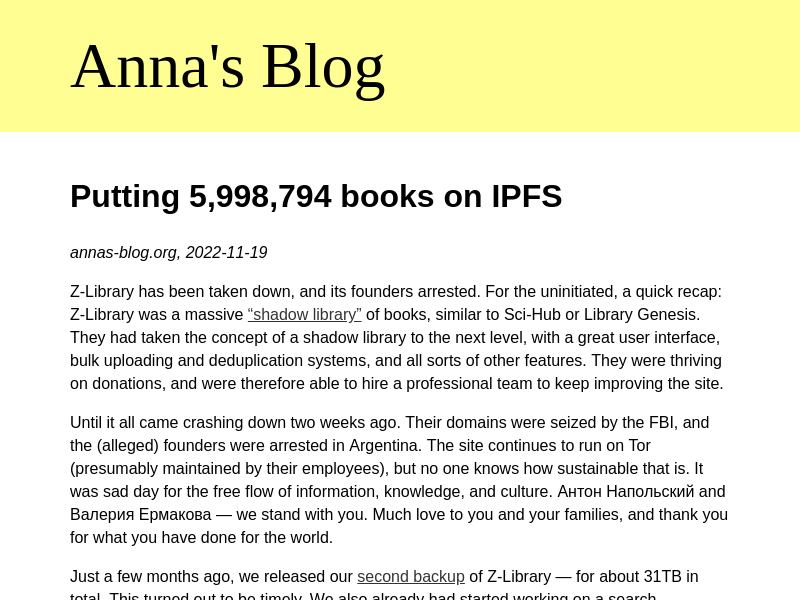 Anna's Blog
Putting 5,998,794 books on IPFS
annas-blog.org, 2022-11-19
Z-Library has been taken down, and its founders arrested. For the uninitiated, a quick recap:
Z-Library was a massive “shadow library” of books, similar to Sci-Hub or Library Genesis.
They had taken the concept of a shadow library to the next level, with a great user interface,
bulk uploading and deduplication systems, and all sorts of other features. They were thriving
on donations, and were therefore able to hire a professional team to keep improving the site.
Until it all came crashing down two weeks ago. Their domains were seized by the FBI, and
the (alleged) founders were arrested in Argentina. The site continues to run on Tor
(presumably maintained by their employees), but no one knows how sustainable that is. It
was sad day for the free flow of information, knowledge, and culture. Антон Напольский and
Валерия Ермакова — we stand with you. Much love to you and your families, and thank you
for what you have done for the world.
Just a few months ago, we released our second backup of Z-Library — for about 31TB in
total. This turned out to be timely. We also already had started working on a search